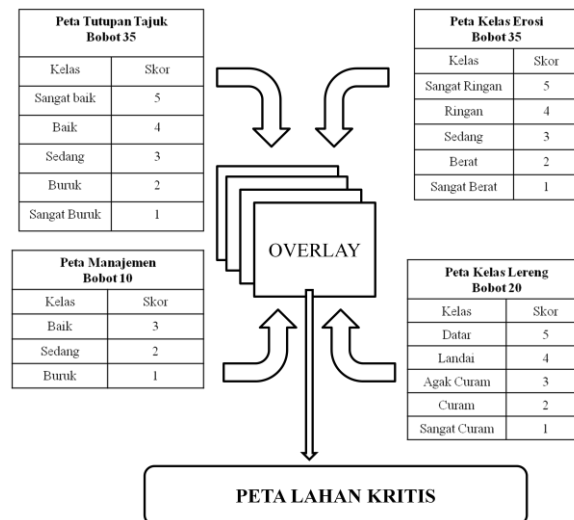 Peta Tutupan Tajuk
Bobot 35
Kelas Skor
Sangat baik 5
Baik 4
Sedang 3
Buruk 2
Sangat Buruk 1
Peta Kelas Erosi
Bobot 35
Kelas Skor
Sangat Ringan 5
Ringan 4
Sedang 3
Berat 2
Sangat Berat 1
OVERLAY
Peta Manajemen
Bobot 10
Kelas Skor
Baik 3
Sedang 2
Buruk 1
Peta Kelas Lereng
Bobot 20
Kelas Skor
Datar 5
Landai 4
Agak Curam 3
Curam 2
Sangat Curam 1
PETA LAHAN KRITIS